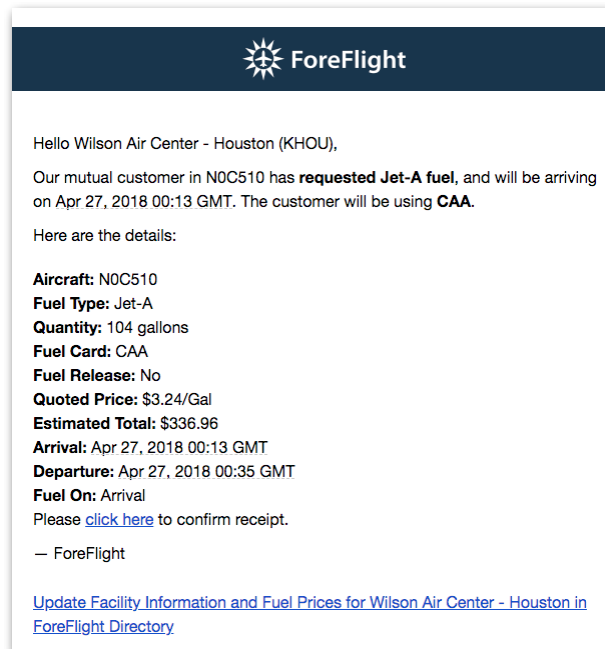 ForeFlight
Hello Wilson Air Center - Houston (KHOU),
Our mutual customer in N0C510 has requested Jet-A fuel, and will be arriving
on Apr 27, 2018 00:13 GMT. The customer will be using CAA.
Here are the details:
Aircraft: N0C510
Fuel Type: Jet-A
Quantity: 104 gallons
Fuel Card: CAA
Fuel Release: No
Quoted Price: $3.24/Gal
Estimated Total: $336.96
Arrival: Apr 27, 2018 00:13 GMT
Departure: Apr 27, 2018 00:35 GMT
Fuel On: Arrival
Please click here to confirm receipt.
— ForeFlight
Update Facility Information and Fuel Prices for Wilson Air Center - Houston in
ForeFlight Directory